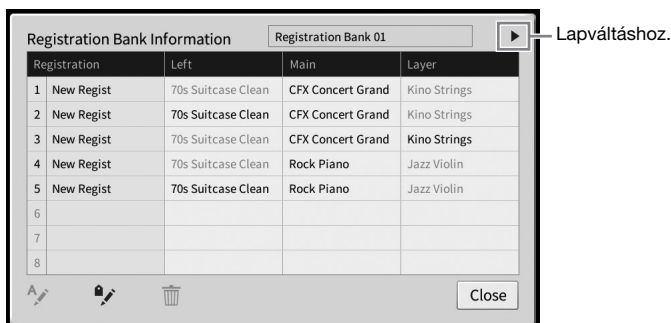 Registration Bank Information Registration Bank 01 ▶ Lapváltáshoz.
Registration Left Main Layer
1 New Regist 70s Suitcase Clean CFX Concert Grand Kino Strings
2 New Regist 70s Suitcase Clean CFX Concert Grand Kino Strings
3 New Regist 70s Suitcase Clean CFX Concert Grand Kino Strings
4 New Regist 70s Suitcase Clean Rock Piano Jazz Violin
5 New Regist 70s Suitcase Clean Rock Piano Jazz Violin
6
7
8
A Close